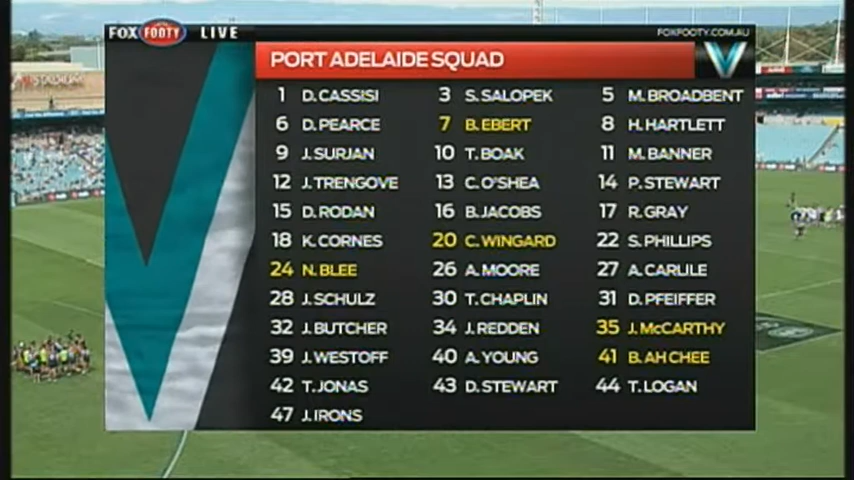 FOX FOOTY LIVE
FOXFOOTY.COM.AU
PORT ADELAIDE SQUAD
1 D. CASSISI 3 S. SALOPEK 5 M. BROADBENT
6 D. PEARCE 7 B. EBERT 8 H. HARTLETT
9 J. SURJAN 10 T. BOAK 11 M. BANNER
12 J. TRENGOVE 13 C. O'SHEA 14 P. STEWART
15 D. RODAN 16 B. JACOBS 17 R. GRAY
18 K. CORNES 20 C. WINGARD 22 S. PHILLIPS
24 N. BLEE 26 A. MOORE 27 A. CARLILE
28 J. SCHULZ 30 T. CHAPLIN 31 D. PFEIFFER
32 J. BUTCHER 34 J. REDDEN 35 J. McCARTHY
39 J. WESTOFF 40 A. YOUNG 41 B. AH CHEE
42 T. JONAS 43 D. STEWART 44 T. LOGAN
47 J. IRONS
STADIUM